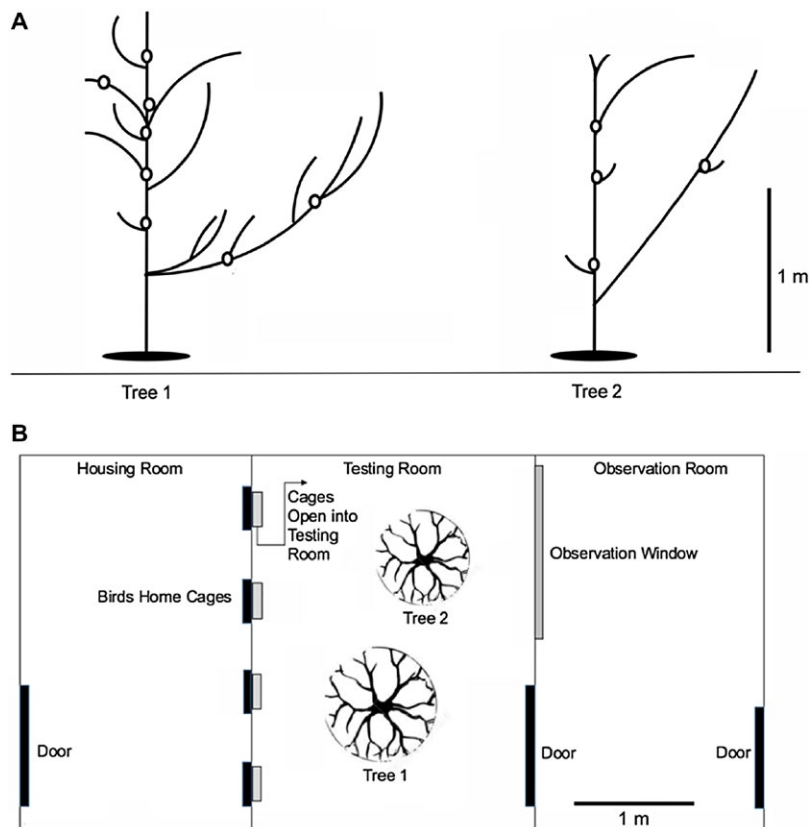 A
1 m
Tree 1
Tree 2
B
Housing Room
Testing Room
Observation Room
Cages
Open into
Testing
Room
Observation Window
Birds Home Cages
Tree 2
Door
Tree 1
Door
Door
1 m